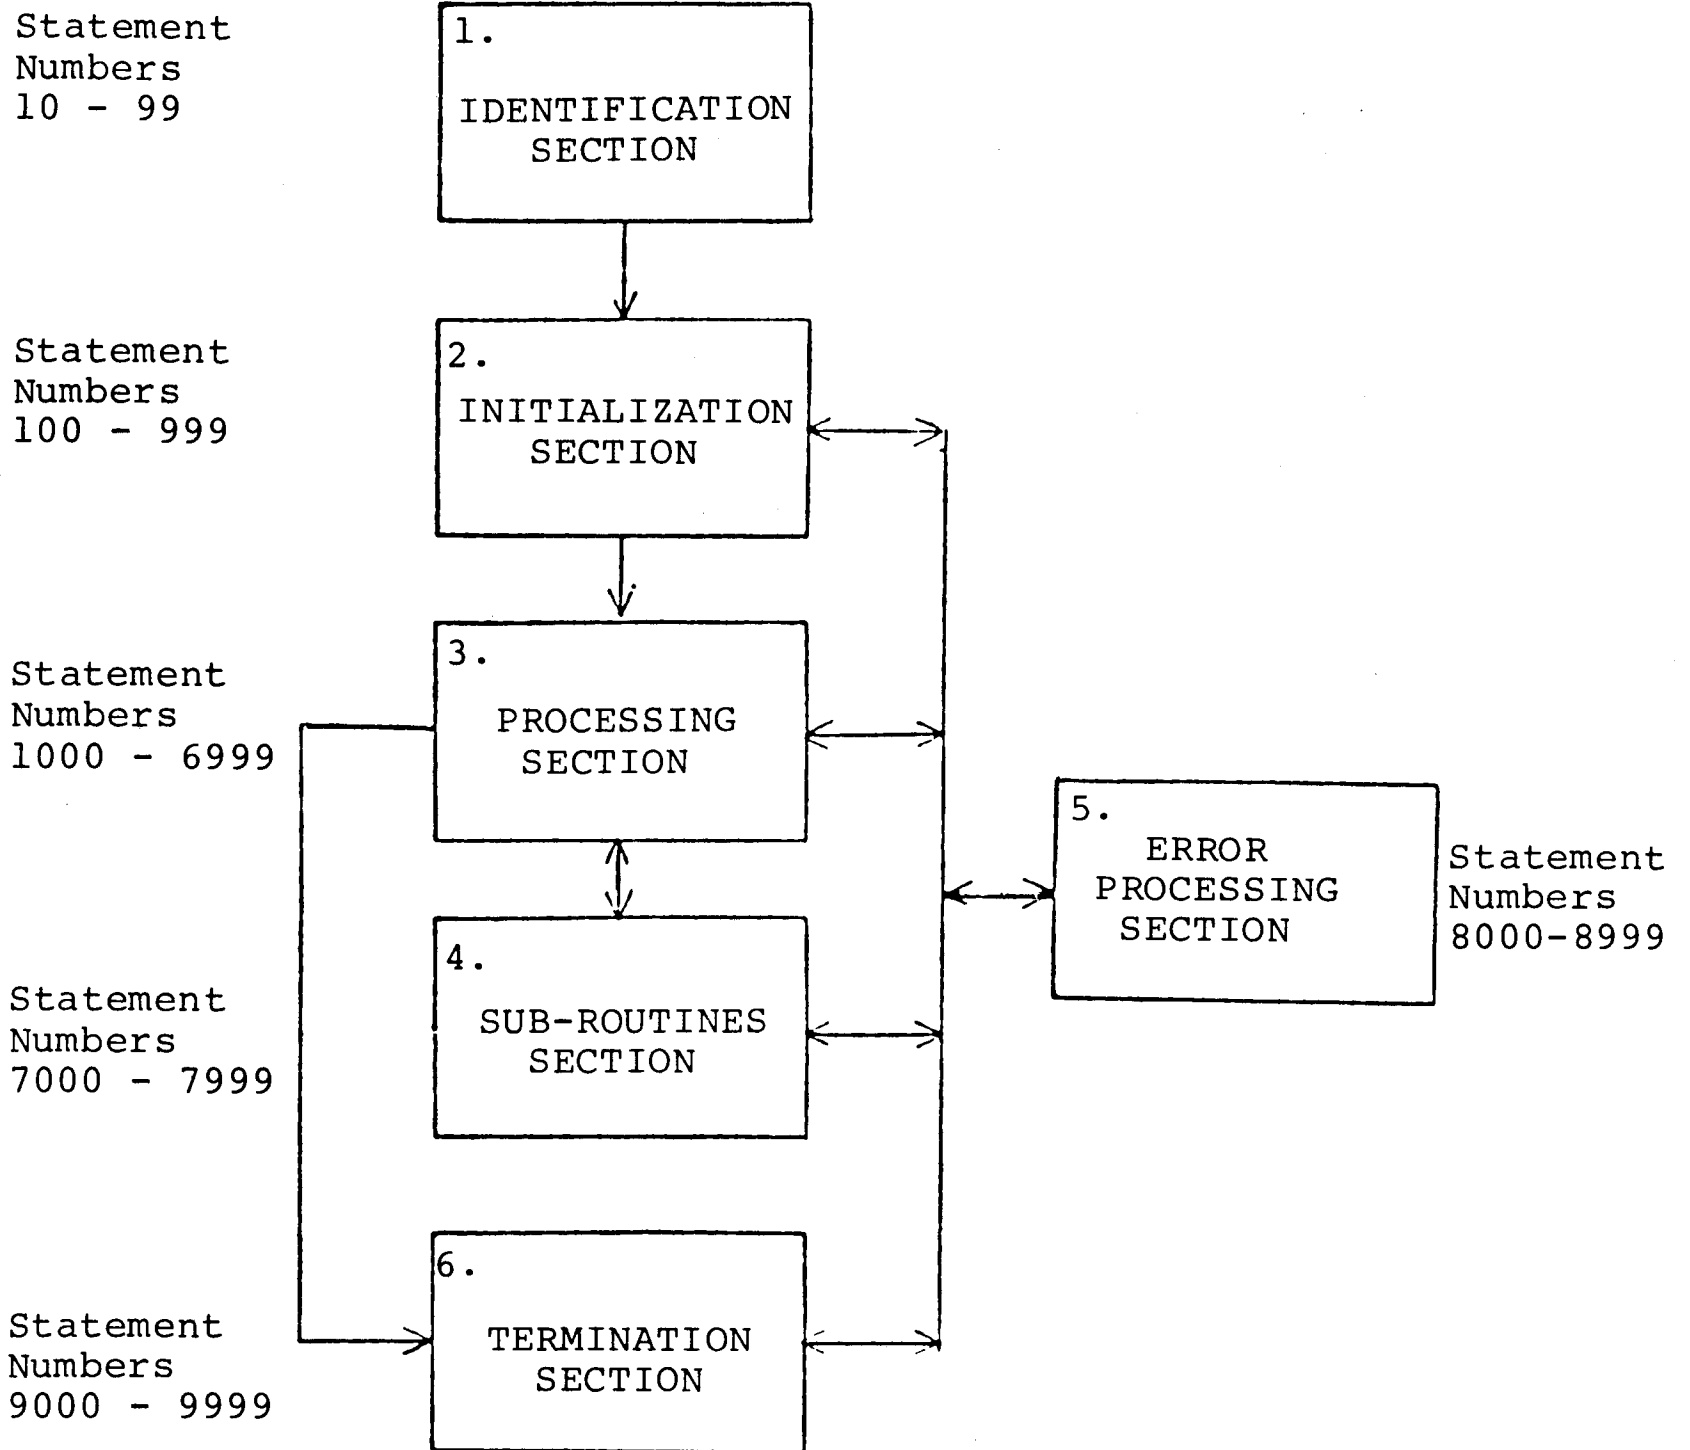 Statement
Numbers
10 - 99
1.
IDENTIFICATION
SECTION
Statement
Numbers
100 - 999
2.
INITIALIZATION
SECTION
Statement
Numbers
1000 - 6999
3.
PROCESSING
SECTION
5.
ERROR
PROCESSING
SECTION
Statement
Numbers
8000-8999
Statement
Numbers
7000 - 7999
4.
SUB-ROUTINES
SECTION
Statement
Numbers
9000 - 9999
6.
TERMINATION
SECTION